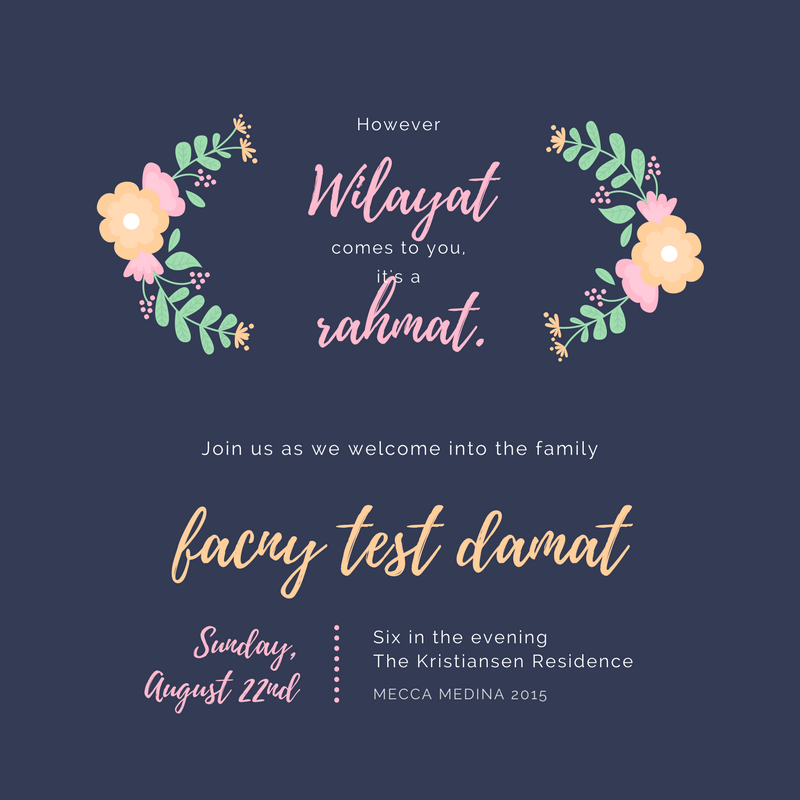 However
Wilayat
comes to you,
it's a
rahmat.
Join us as we welcome into the family
facny test damat
Sunday,
August 22nd
Six in the evening
The Kristiansen Residence
MECCA MEDINA 2015